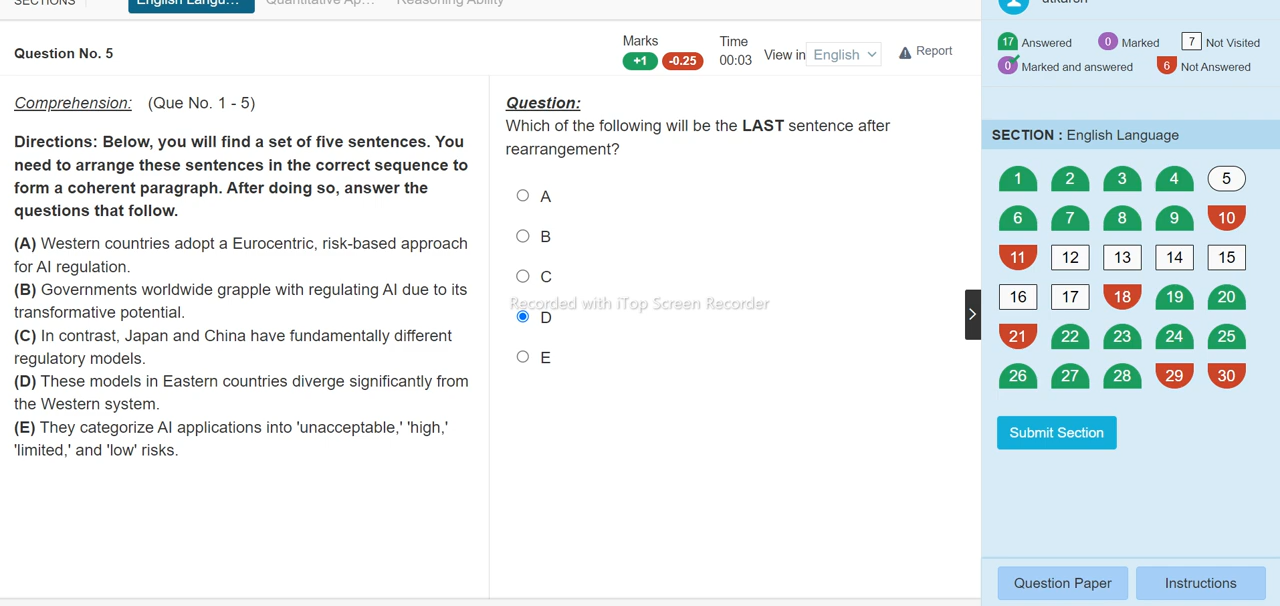 SECTIONS
English Langu...
Quantitative Ap...
Reasoning Ability
utkarsh
Question No. 5
Marks
+1
-0.25
Time
00:03
View in
English
Report
Comprehension: (Que No. 1 - 5)
Directions: Below, you will find a set of five sentences. You
need to arrange these sentences in the correct sequence to
form a coherent paragraph. After doing so, answer the
questions that follow.
(A) Western countries adopt a Eurocentric, risk-based approach
for AI regulation.
(B) Governments worldwide grapple with regulating AI due to its
transformative potential.
(C) In contrast, Japan and China have fundamentally different
regulatory models.
(D) These models in Eastern countries diverge significantly from
the Western system.
(E) They categorize AI applications into 'unacceptable,' 'high,'
'limited,' and 'low' risks.
Question:
Which of the following will be the LAST sentence after
rearrangement?
A
B
C
Recorded with iTop Screen Recorder
D
E
17 Answered
0 Marked
7 Not Visited
0 Marked and answered
6 Not Answered
SECTION : English Language
1 2 3 4 5
6 7 8 9 10
11 12 13 14 15
16 17 18 19 20
21 22 23 24 25
26 27 28 29 30
Submit Section
Question Paper
Instructions